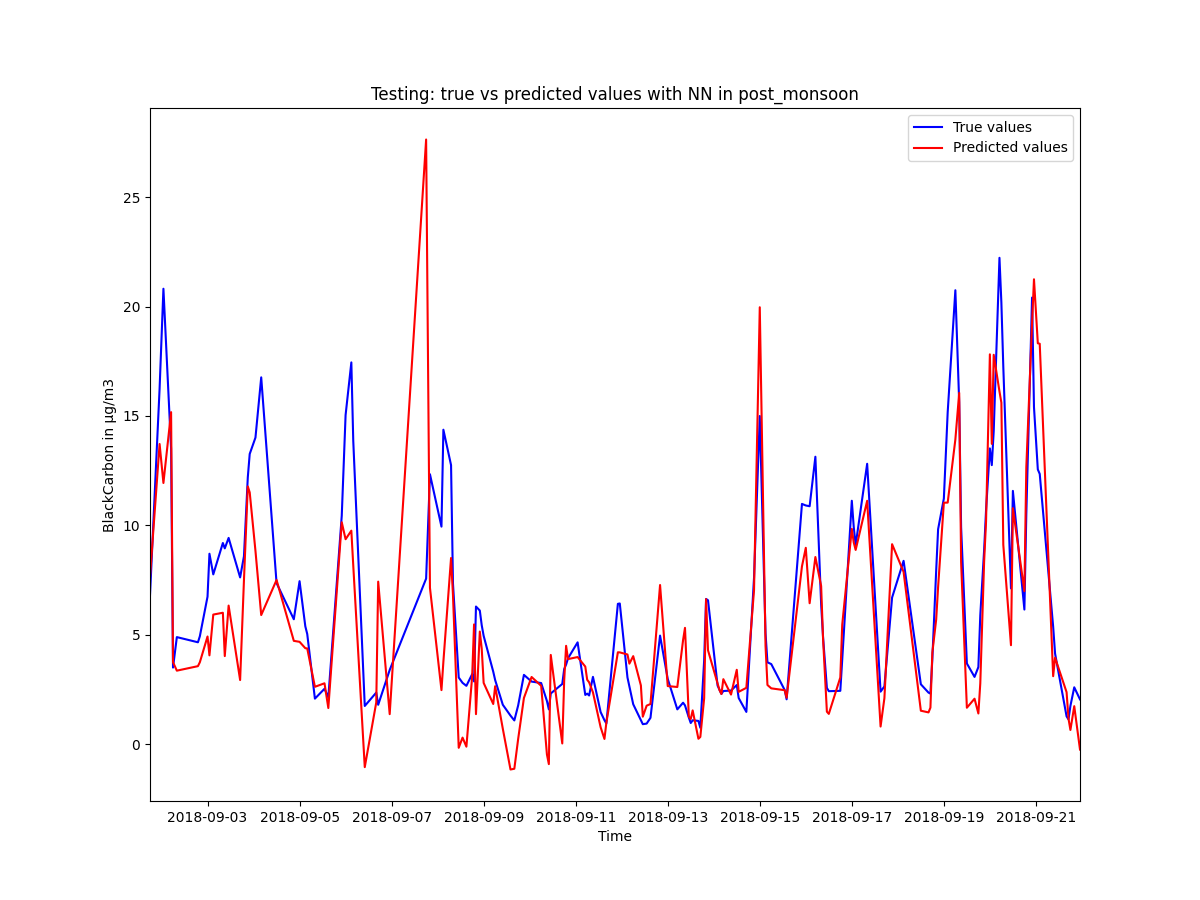 Testing: true vs predicted values with NN in post_monsoon
True values
Predicted values
BlackCarbon in µg/m3
25
20
15
10
5
0
2018-09-03 2018-09-05 2018-09-07 2018-09-09 2018-09-11 2018-09-13 2018-09-15 2018-09-17 2018-09-19 2018-09-21
Time